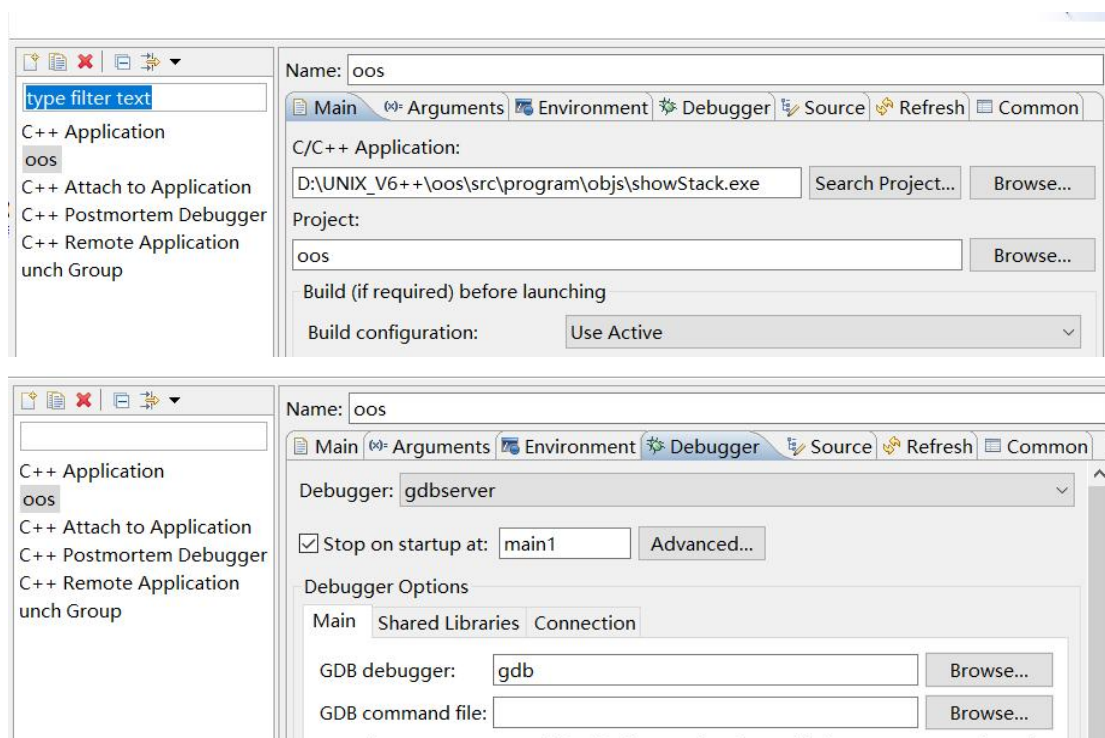 Name: oos
type filter text
Main (x)= Arguments Environment Debugger Source Refresh Common
C++ Application
C/C++ Application:
oos
D:\UNIX_V6++\oos\src\program\objs\showStack.exe Search Project... Browse...
C++ Attach to Application
Project:
C++ Postmortem Debugger
oos Browse...
C++ Remote Application
unch Group
Build (if required) before launching
Build configuration: Use Active
Name: oos
Main (x)= Arguments Environment Debugger Source Refresh Common
C++ Application
Debugger: gdbserver
oos
C++ Attach to Application
Stop on startup at: main1 Advanced...
C++ Postmortem Debugger
C++ Remote Application
Debugger Options
unch Group
Main Shared Libraries Connection
GDB debugger: gdb Browse...
GDB command file: Browse...